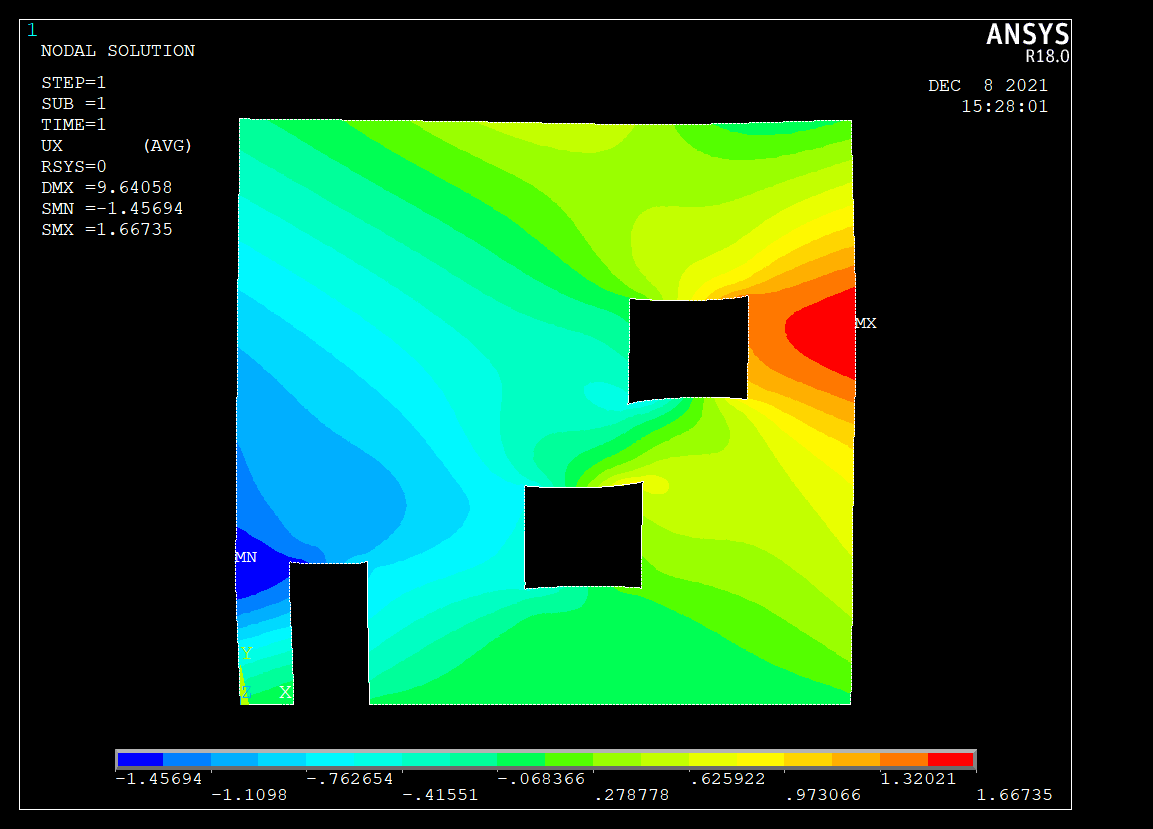 1
NODAL SOLUTION
STEP=1
SUB =1
TIME=1
UX (AVG)
RSYS=0
DMX =9.64058
SMN =-1.45694
SMX =1.66735
ANSYS
R18.0
DEC 8 2021
15:28:01
MX
MN
Y
Z X
-1.45694 -.762654 -.068366 .625922 1.32021
-1.1098 -.41551 .278778 .973066 1.66735